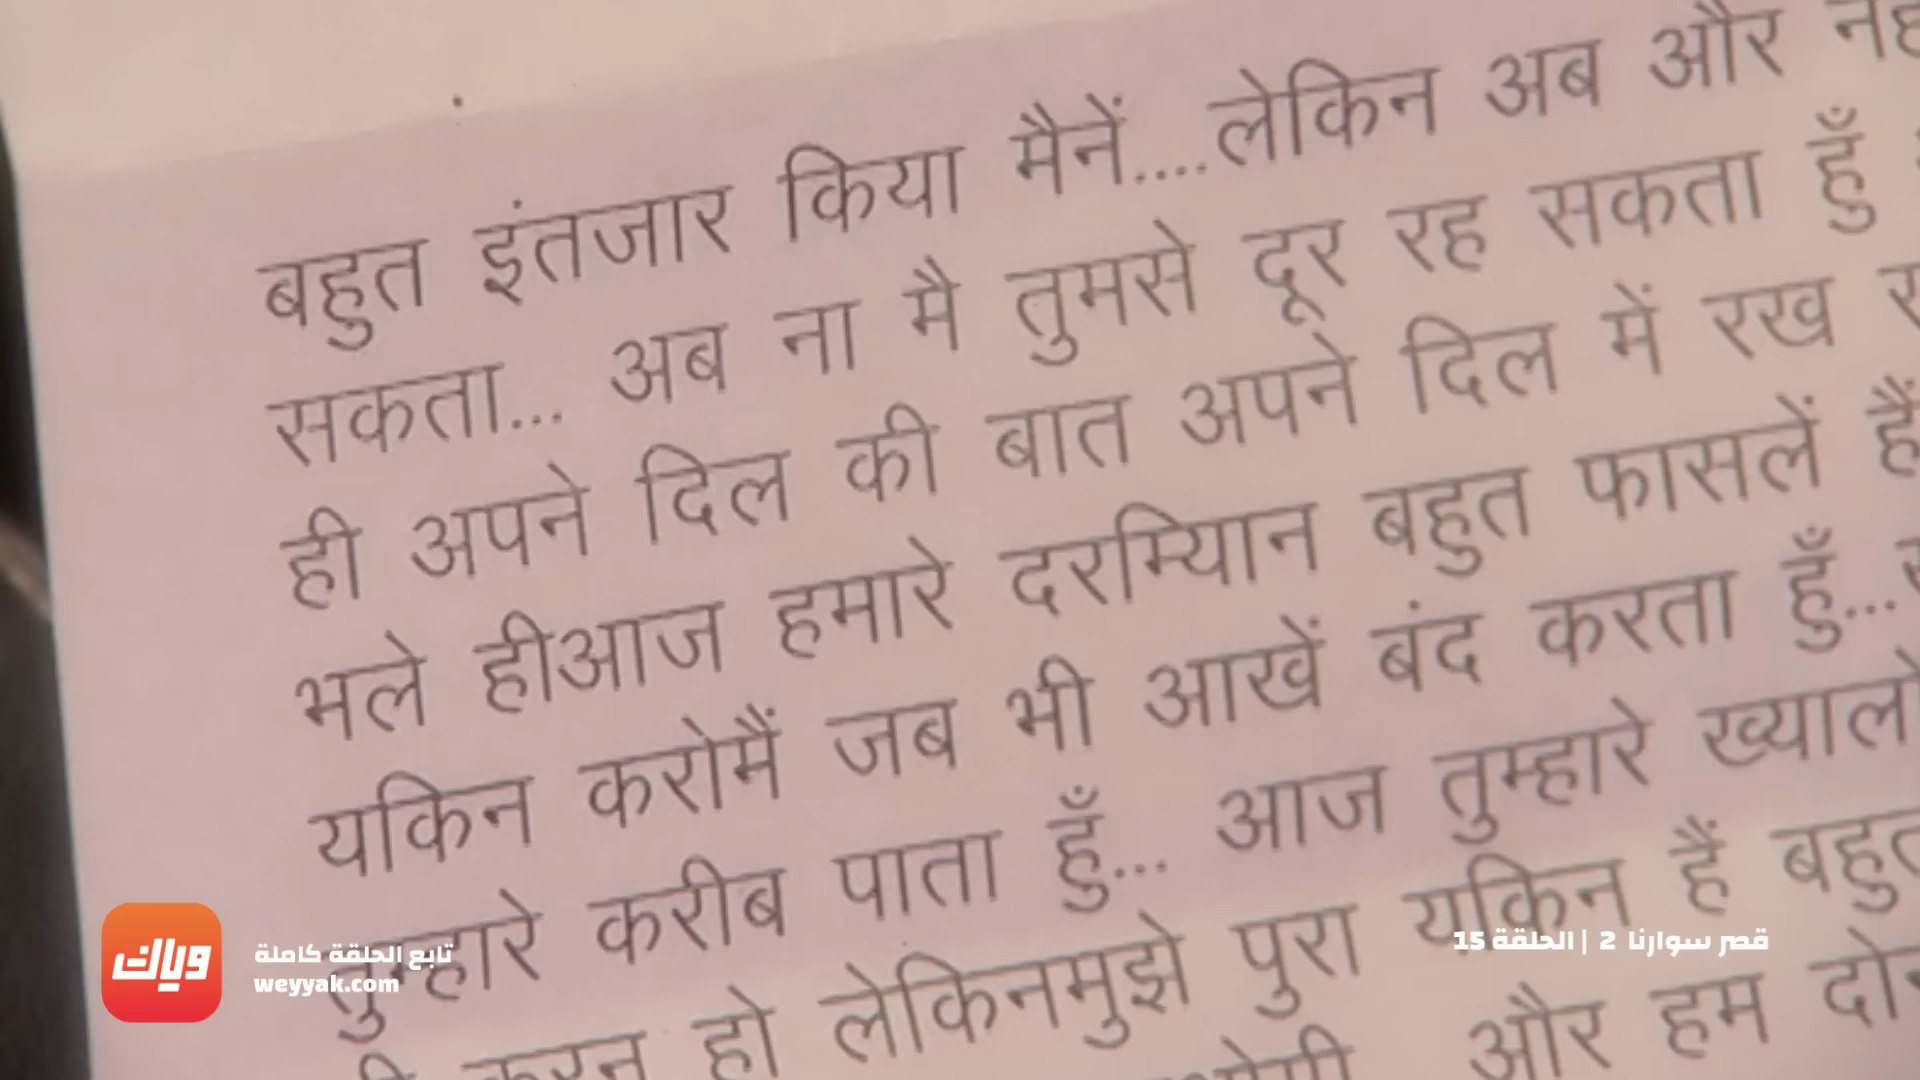 बहुत इंतजार किया मैनें....लेकिन अब और
सकता... अब ना मै तुमसे दूर रह सकता हुँ
ही अपने दिल की बात अपने दिल में रख
भले हीआज हमारे दरम्यिान बहुत फासलें हैं
यकिन करोमैं जब भी आखें बंद करता हुँ...
तुम्हारे करीब पाता हुँ... आज तुम्हारे
हो लेकिनमुझे पुरा यकिन हैं
और हम
وياك
تابع الحلقة كاملة
weyyak.com
قصر سوارنا 2 | الحلقة 15